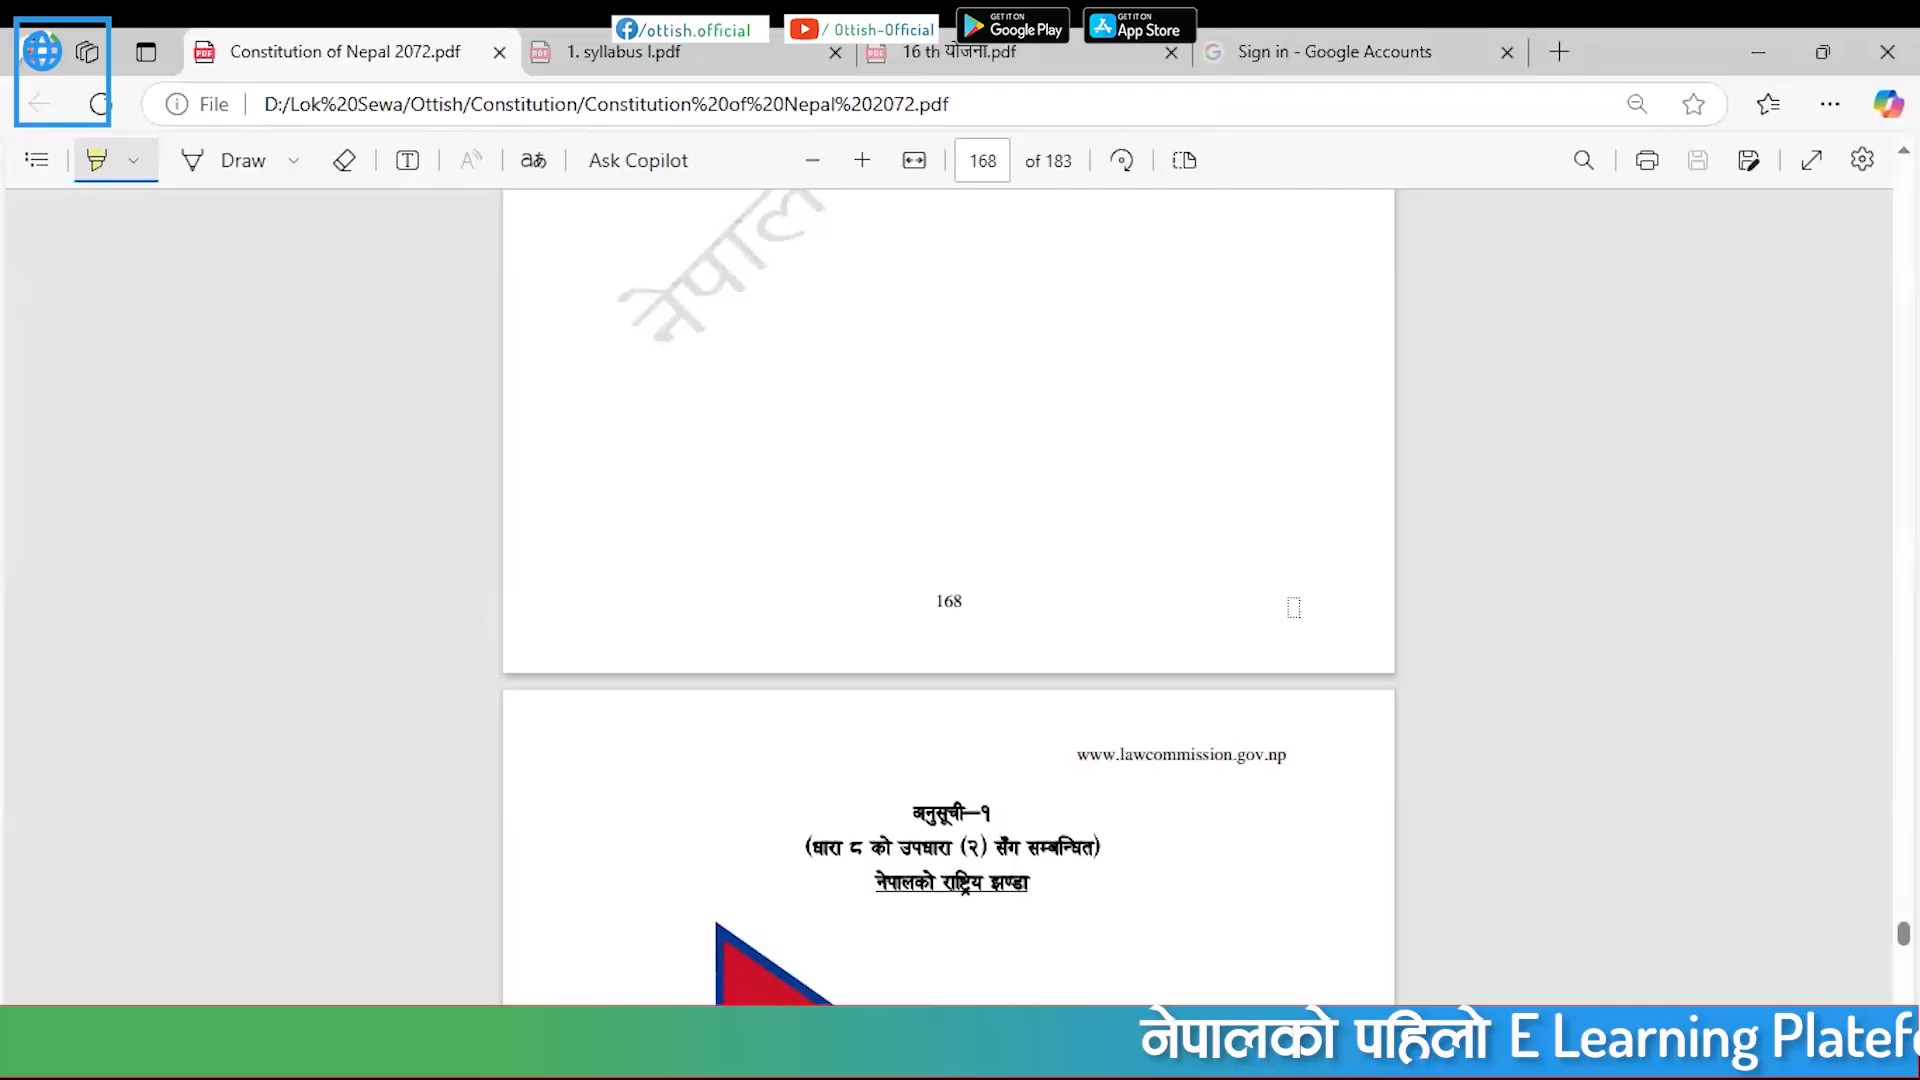 /ottish.official
/ Ottish-Official
GET IT ON
Google Play
GET IT ON
App Store
Constitution of Nepal 2072.pdf
1. syllabus I.pdf
16 th योजना.pdf
Sign in - Google Accounts
File
D:/Lok%20Sewa/Ottish/Constitution/Constitution%20of%20Nepal%202072.pdf
Draw
Ask Copilot
168 of 183
नेपाल
168
www.lawcommission.gov.np
अनुसूची–१
(धारा ८ को उपधारा (२) सँग सम्बन्धित)
नेपालको राष्ट्रिय झण्डा
नेपालको पहिलो E Learning Platef